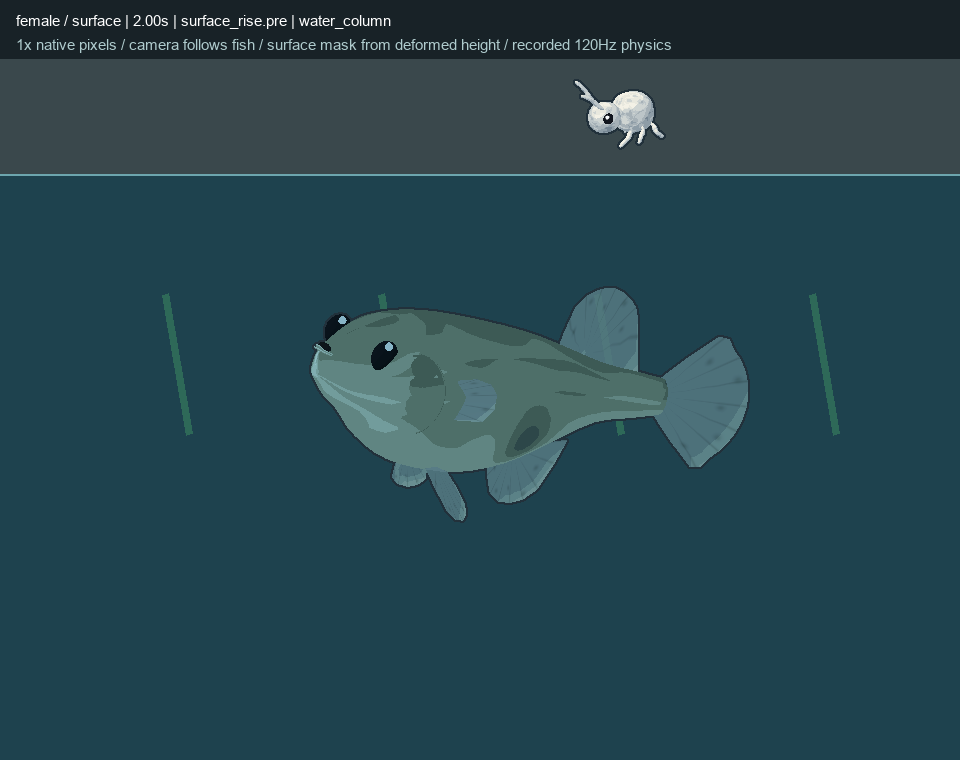 female / surface | 2.00s | surface_rise.pre | water_column
1x native pixels / camera follows fish / surface mask from deformed height / recorded 120Hz physics